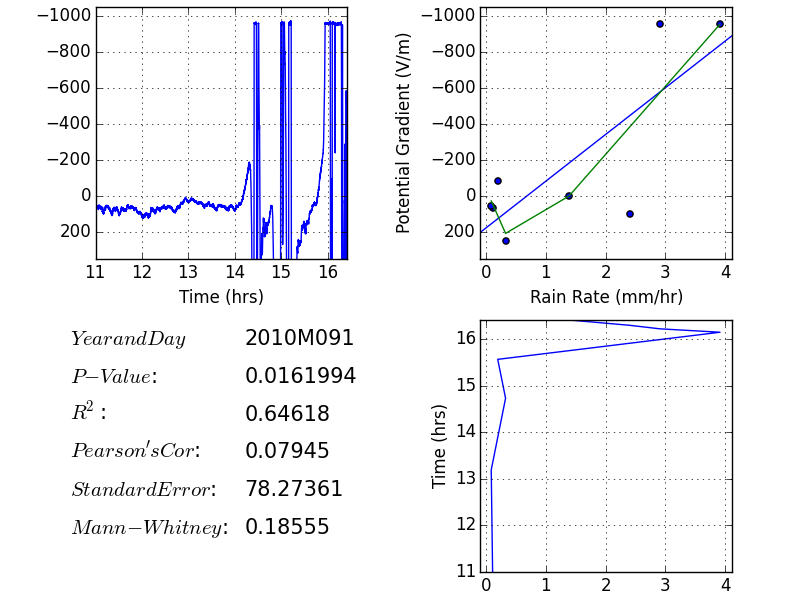 −1000
−800
−600
−400
−200
0
200
11 12 13 14 15 16
Time (hrs)
Potential Gradient (V/m)
−1000
−800
−600
−400
−200
0
200
0 1 2 3 4
Rain Rate (mm/hr)
YearandDay 2010M091
P−Value: 0.0161994
R²: 0.64618
Pearson'sCor: 0.07945
StandardError: 78.27361
Mann−Whitney: 0.18555
Time (hrs)
16
15
14
13
12
11
0 1 2 3 4